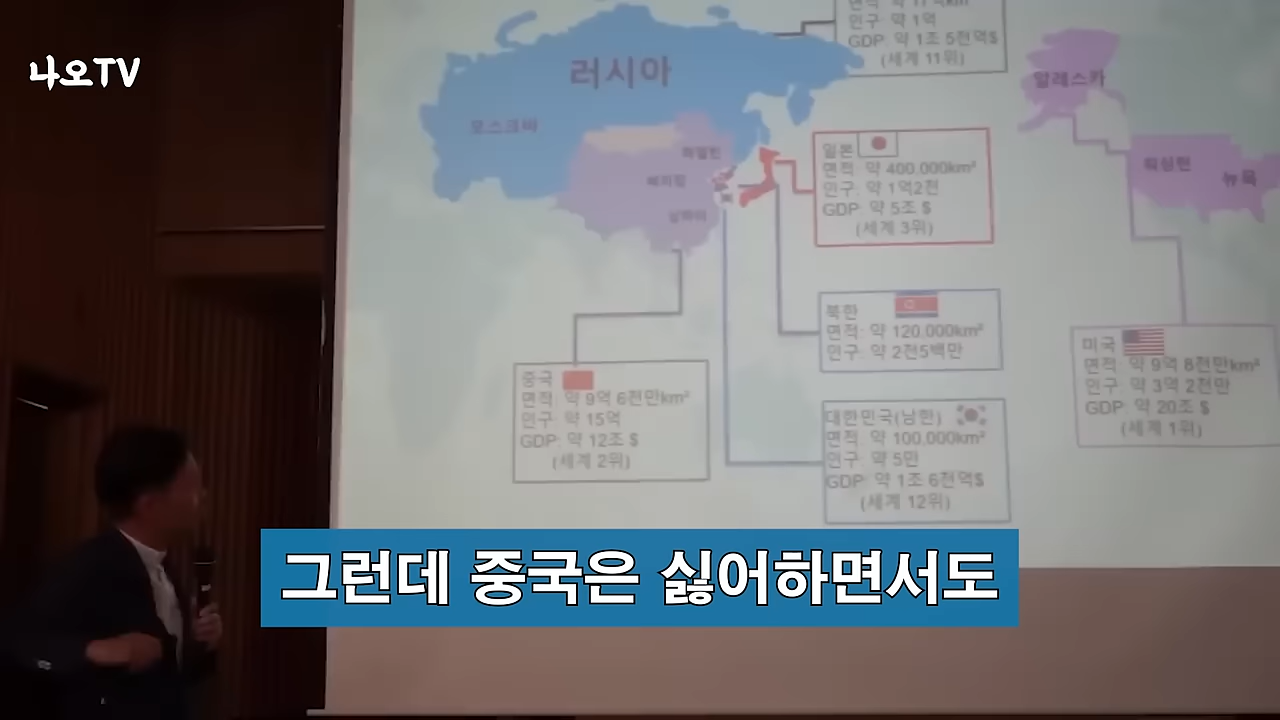 나오TV
인구: 약 1억
GDP: 약 1조 5천억$
(세계 11위)
러시아
모스크바
알래스카
하얼빈
베이징
상하이
워싱턴
뉴욕
일본
면적: 약 400,000km²
인구: 약 1억2천
GDP: 약 5조 $
(세계 3위)
북한
면적: 약 120,000km²
인구: 약 2천5백만
중국
면적: 약 9억 6천만km²
인구: 약 15억
GDP: 약 12조 $
(세계 2위)
대한민국(남한)
면적: 약 100,000km²
인구: 약 5만
GDP: 약 1조 6천억$
(세계 12위)
미국
면적: 약 9억 8천만km²
인구: 약 3억 2천만
GDP: 약 20조 $
(세계 1위)
그런데 중국은 싫어하면서도